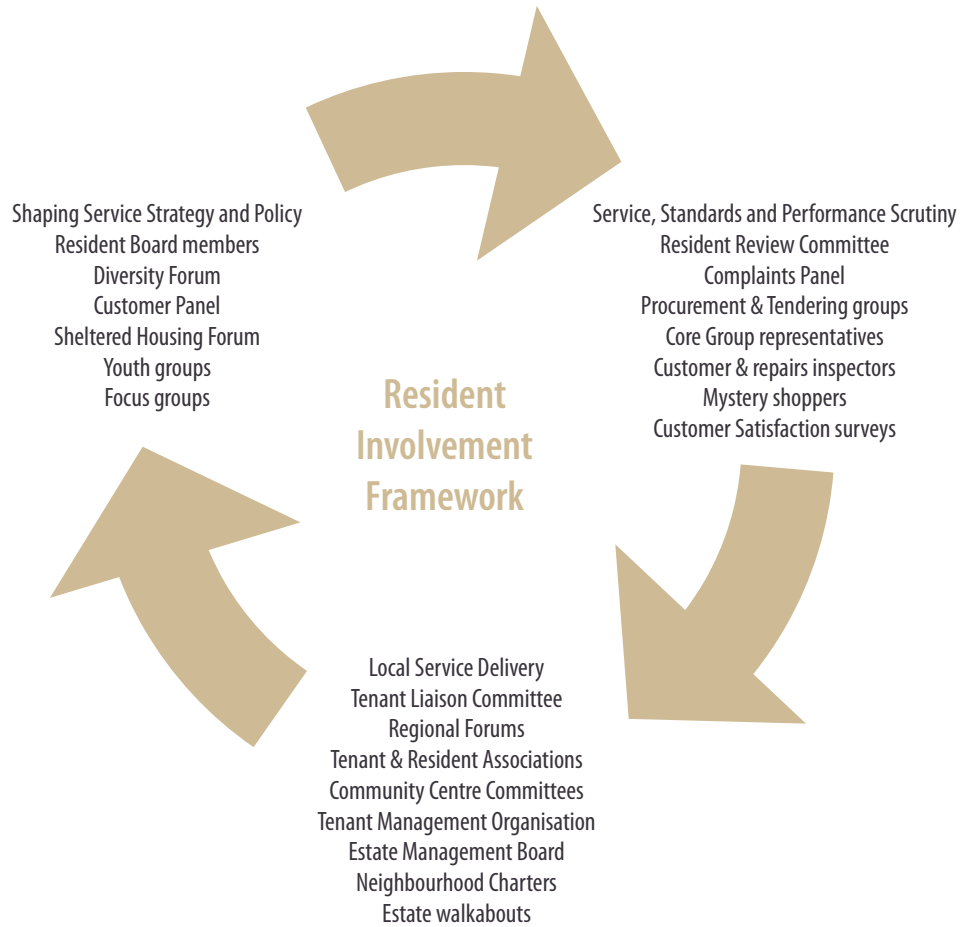 Shaping Service Strategy and Policy
Resident Board members
Diversity Forum
Customer Panel
Sheltered Housing Forum
Youth groups
Focus groups
Service, Standards and Performance Scrutiny
Resident Review Committee
Complaints Panel
Procurement & Tendering groups
Core Group representatives
Customer & repairs inspectors
Mystery shoppers
Customer Satisfaction surveys
Resident
Involvement
Framework
Local Service Delivery
Tenant Liaison Committee
Regional Forums
Tenant & Resident Associations
Community Centre Committees
Tenant Management Organisation
Estate Management Board
Neighbourhood Charters
Estate walkabouts